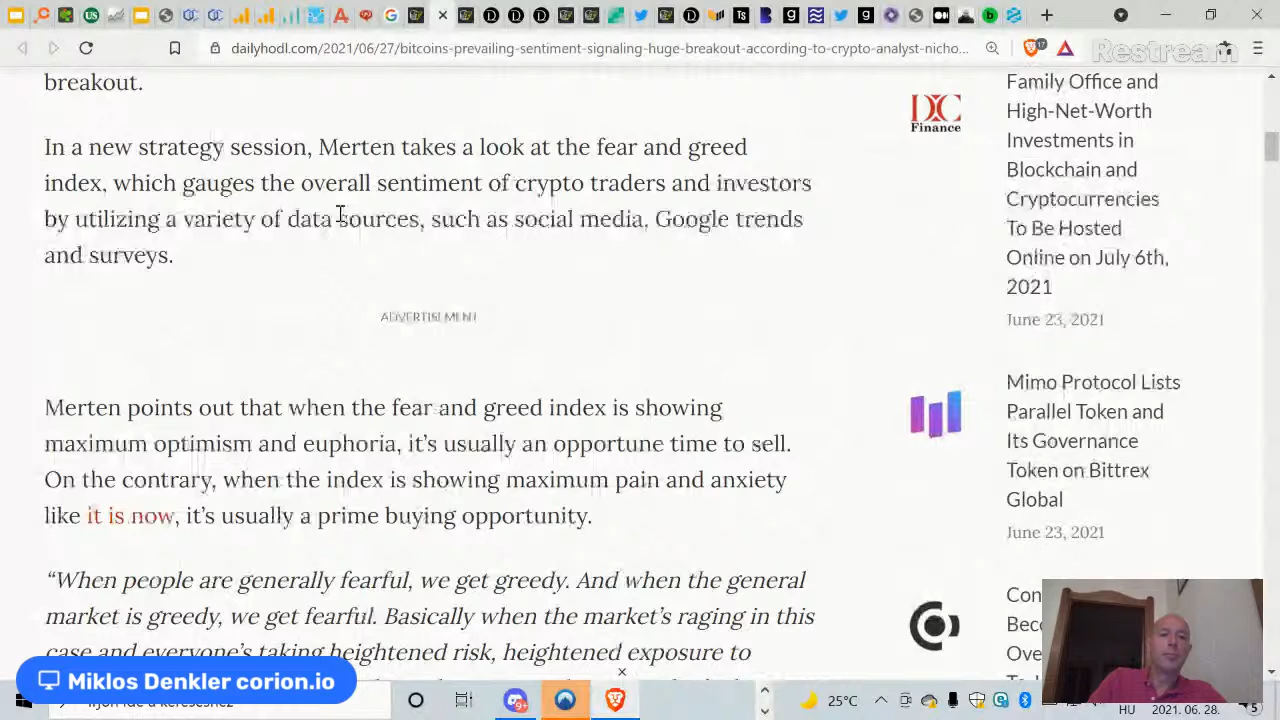 dailyhodl.com/2021/06/27/bitcoins-prevailing-sentiment-signaling-huge-breakout-according-to-crypto-analyst-nicho...
17
Restream
breakout.
In a new strategy session, Merten takes a look at the fear and greed
index, which gauges the overall sentiment of crypto traders and investors
by utilizing a variety of data sources, such as social media, Google trends
and surveys.
ADVERTISEMENT
Merten points out that when the fear and greed index is showing
maximum optimism and euphoria, it's usually an opportune time to sell.
On the contrary, when the index is showing maximum pain and anxiety
like it is now, it's usually a prime buying opportunity.
“When people are generally fearful, we get greedy. And when the general
market is greedy, we get fearful. Basically when the market's raging in this
case and everyone's taking heightened risk, heightened exposure to
DC
Finance
Family Office and
High-Net-Worth
Investments in
Blockchain and
Cryptocurrencies
To Be Hosted
Online on July 6th,
2021
June 23, 2021
Mimo Protocol Lists
Parallel Token and
Its Governance
Token on Bittrex
Global
June 23, 2021
Con
Bec
Ove
Miklos Denkler corion.io
9+
25°C
HU
2021. 06. 28.